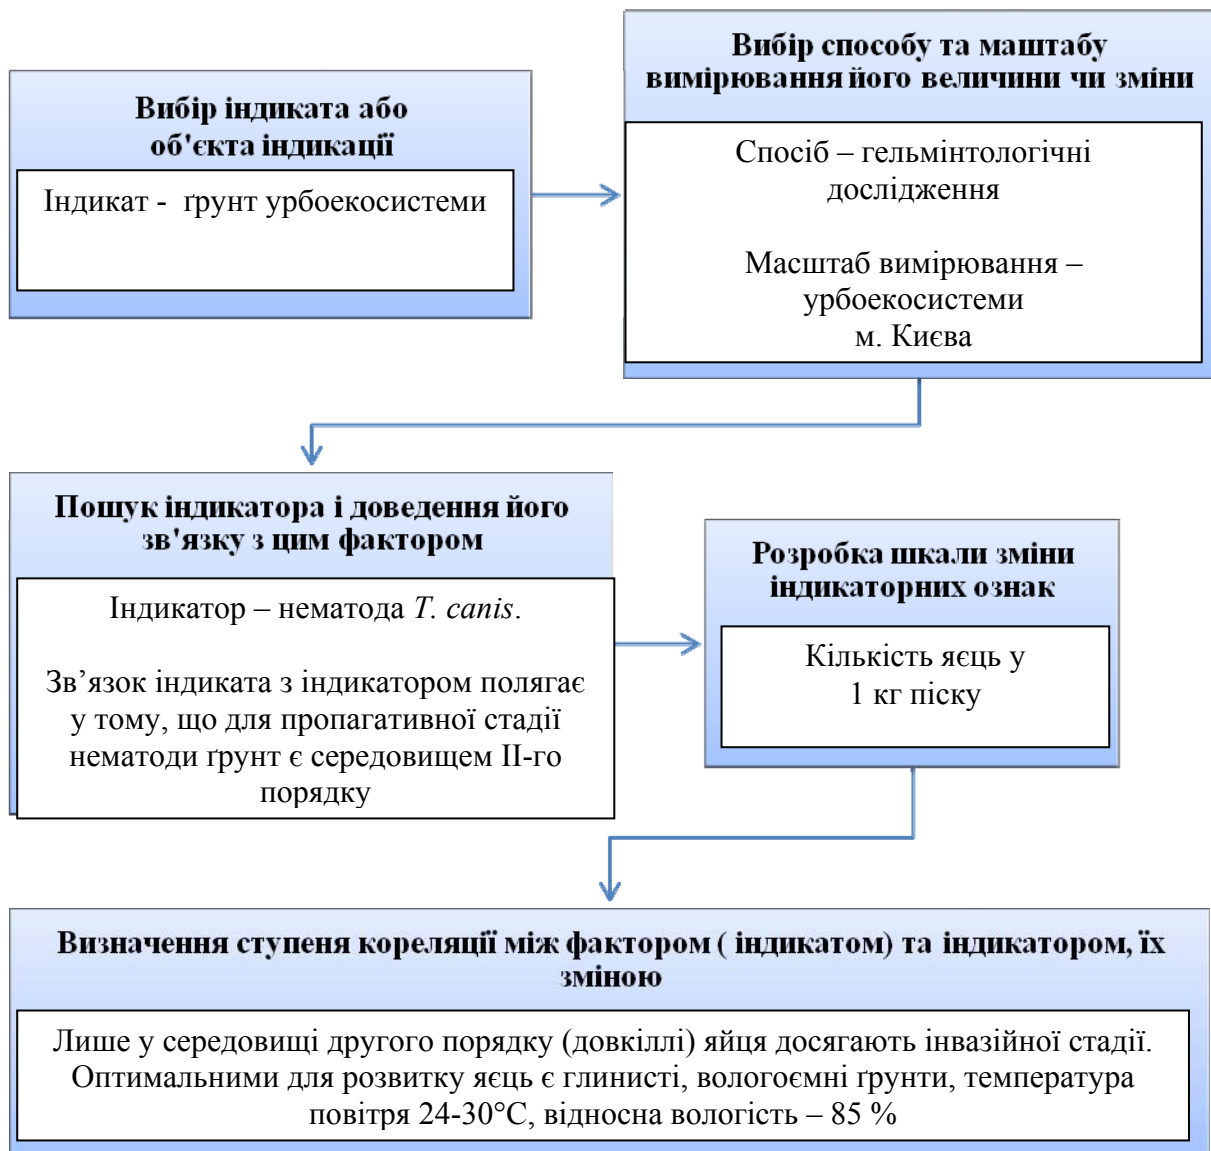 Вибір індиката або
об'єкта індикації
Індикат - ґрунт урбоекосистеми
Вибір способу та маштабу
вимірювання його величини чи зміни
Спосіб – гельмінтологічні
дослідження
Масштаб вимірювання –
урбоекосистеми
м. Києва
Пошук індикатора і доведення його
зв'язку з цим фактором
Індикатор – нематода T. canis.
Зв’язок індиката з індикатором полягає
у тому, що для пропагативної стадії
нематоди ґрунт є середовищем II-го
порядку
Розробка шкали зміни
індикаторних ознак
Кількість яєць у
1 кг піску
Визначення ступеня кореляції між фактором ( індикатом) та індикатором, їх
зміною
Лише у середовищі другого порядку (довкіллі) яйця досягають інвазійної стадії.
Оптимальними для розвитку яєць є глинисті, вологоємні ґрунти, температура
повітря 24-30°С, відносна вологість – 85 %